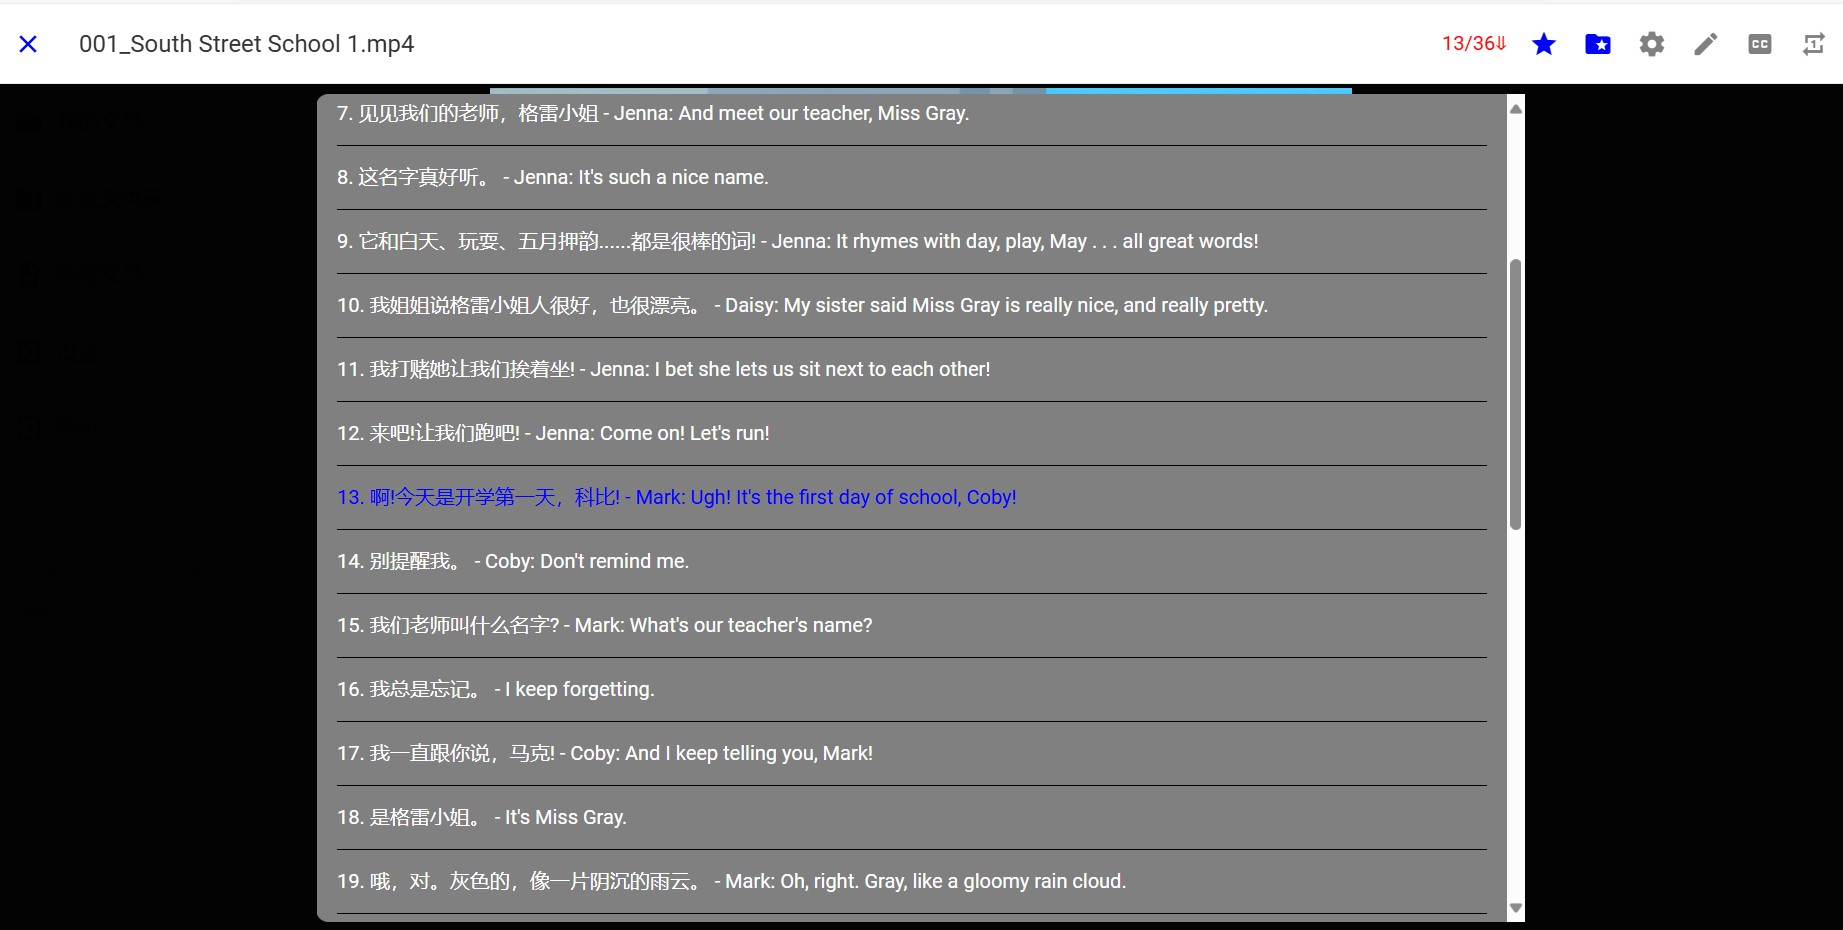 001_South Street School 1.mp4
13/36⇓
CC
1
7. 见见我们的老师，格雷小姐 - Jenna: And meet our teacher, Miss Gray.
8. 这名字真好听。 - Jenna: It's such a nice name.
9. 它和白天、玩耍、五月押韵......都是很棒的词! - Jenna: It rhymes with day, play, May . . . all great words!
10. 我姐姐说格雷小姐人很好，也很漂亮。 - Daisy: My sister said Miss Gray is really nice, and really pretty.
11. 我打赌她让我们挨着坐! - Jenna: I bet she lets us sit next to each other!
12. 来吧!让我们跑吧! - Jenna: Come on! Let's run!
13. 啊!今天是开学第一天，科比! - Mark: Ugh! It's the first day of school, Coby!
14. 别提醒我。 - Coby: Don't remind me.
15. 我们老师叫什么名字? - Mark: What's our teacher's name?
16. 我总是忘记。 - I keep forgetting.
17. 我一直跟你说，马克! - Coby: And I keep telling you, Mark!
18. 是格雷小姐。 - It's Miss Gray.
19. 哦，对。灰色的，像一片阴沉的雨云。 - Mark: Oh, right. Gray, like a gloomy rain cloud.